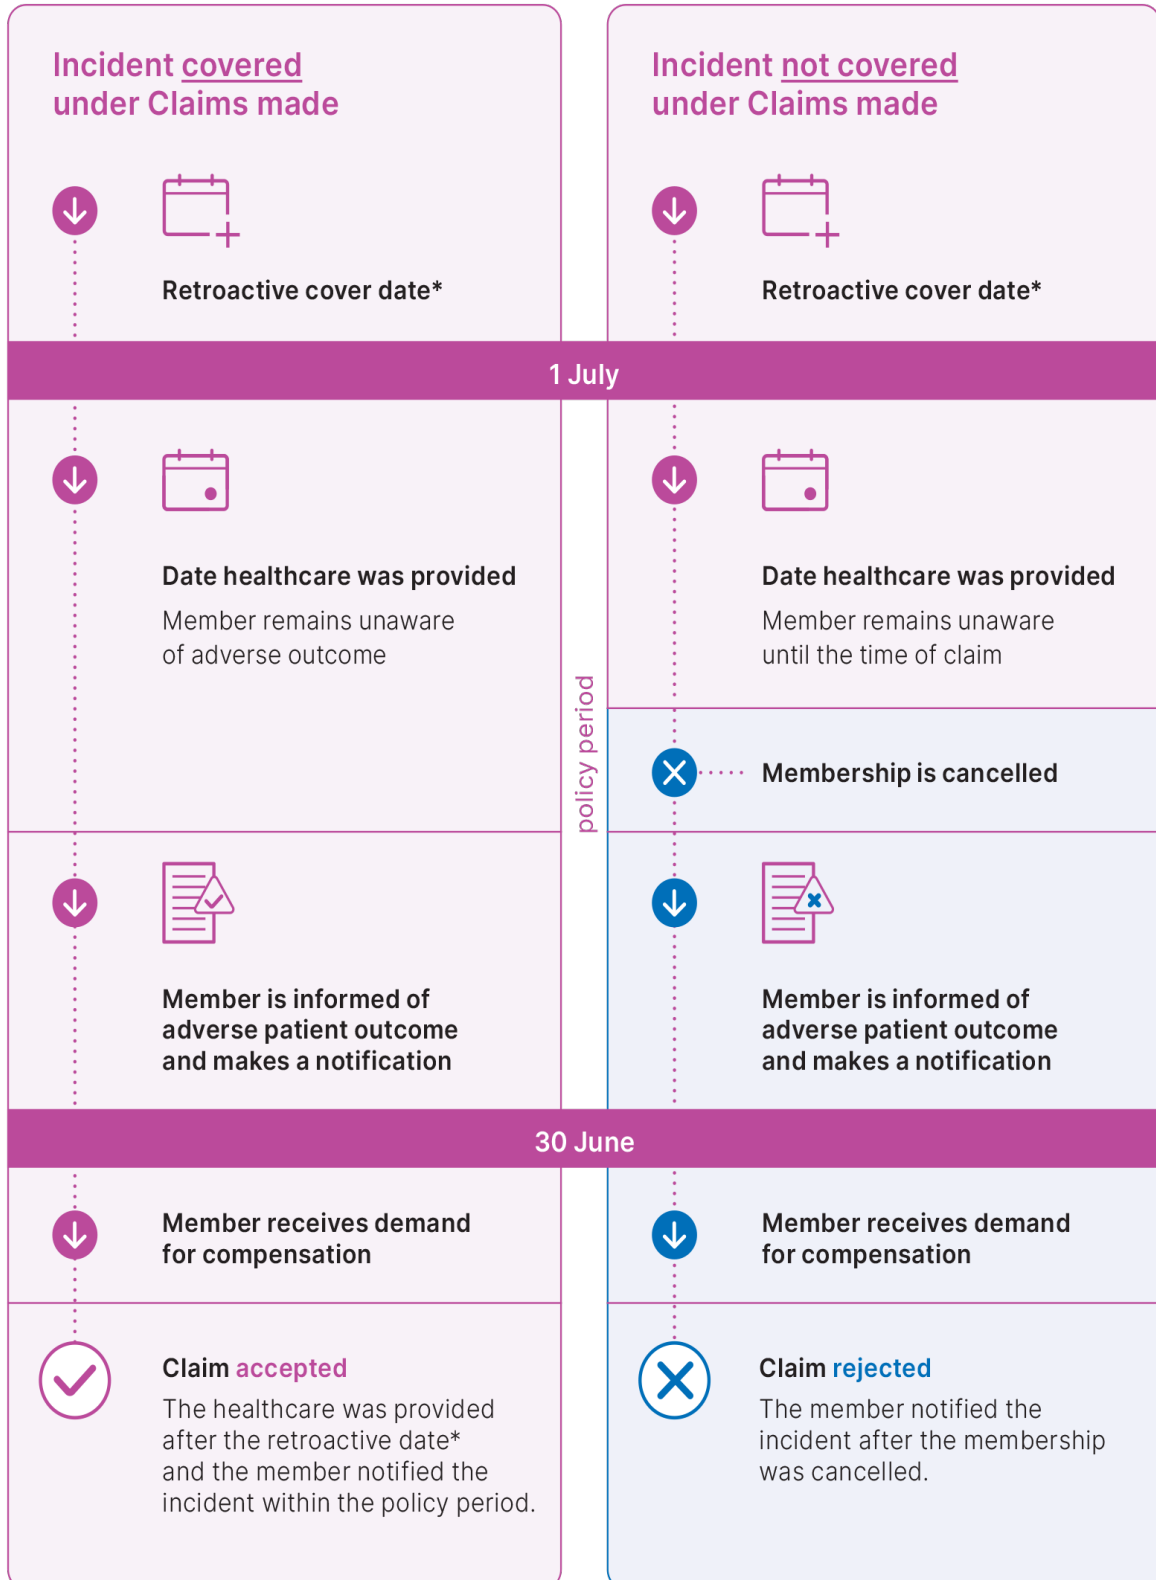 Incident covered
under Claims made
Retroactive cover date*
Incident not covered
under Claims made
Retroactive cover date*
1 July
Date healthcare was provided
Member remains unaware
of adverse outcome
Member is informed of
adverse patient outcome
and makes a notification
policy period
Date healthcare was provided
Member remains unaware
until the time of claim
Membership is cancelled
Member is informed of
adverse patient outcome
and makes a notification
30 June
Member receives demand
for compensation
Claim accepted
The healthcare was provided
after the retroactive date*
and the member notified the
incident within the policy period.
Member receives demand
for compensation
Claim rejected
The member notified the
incident after the membership
was cancelled.